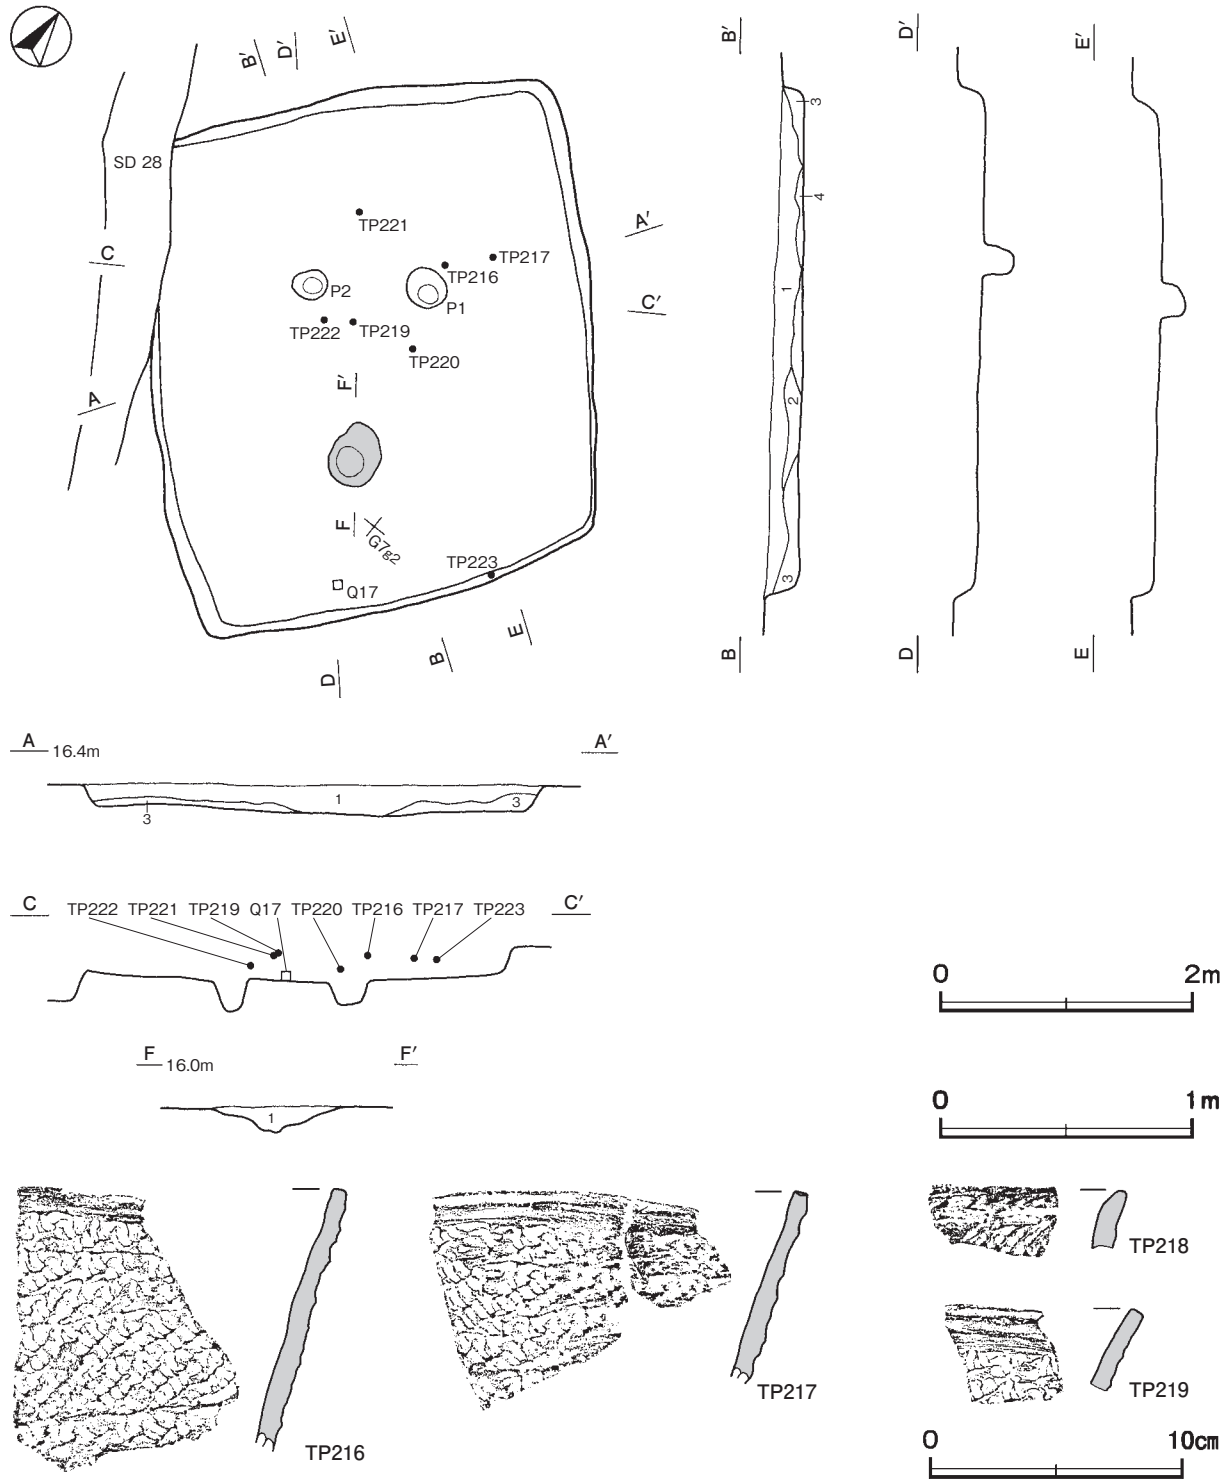 B′ D′ E′
SD 28
TP221
A′
C
TP217
TP216
P2
P1
C′
TP222 TP219
TP220
F′
A
F
G7g2
TP223
Q17
E
B
D
B′
3
4
1
2
3
B
D′
D
E′
E
A 16.4m A′
1
3
3
C TP222 TP221 TP219 Q17 TP220 TP216 TP217 TP223 C′
0 2m
F 16.0m F′
1
0 1m
TP216
TP217
TP218
TP219
0 10cm